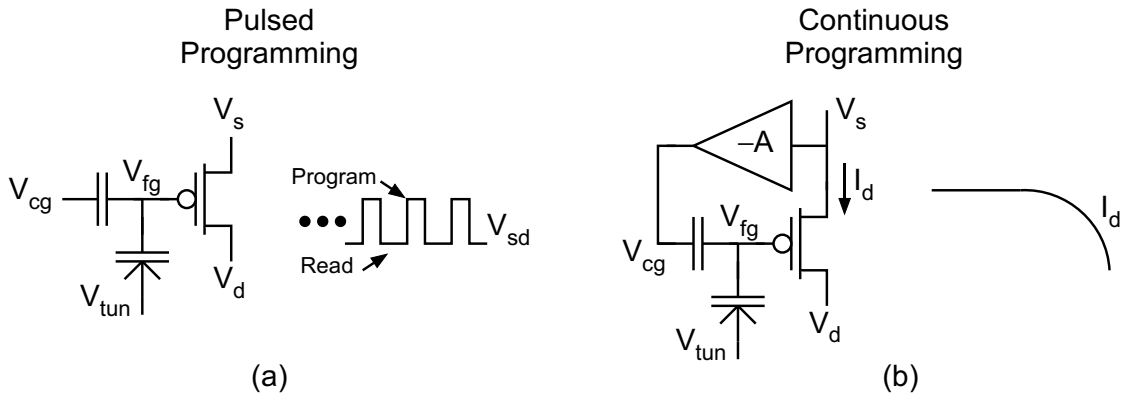 Pulsed
Programming
V_s
V_fg
V_cg
V_tun
V_d
Program
Read
V_sd
(a)
Continuous
Programming
–A
V_s
I_d
V_fg
V_cg
V_tun
V_d
I_d
(b)